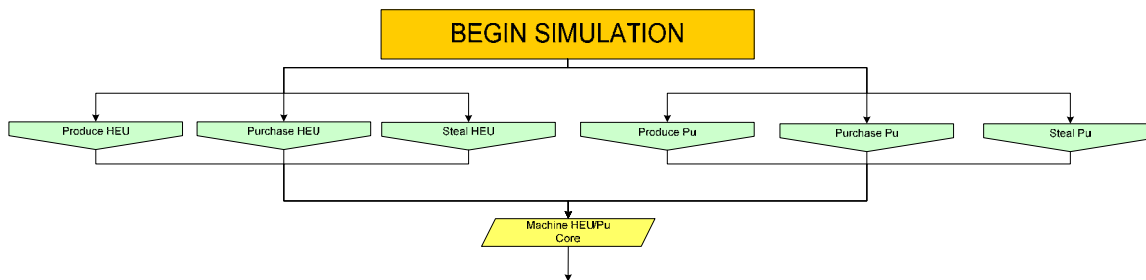 BEGIN SIMULATION
Produce HEU
Purchase HEU
Steal HEU
Produce Pu
Purchase Pu
Steal Pu
Machine HEU/Pu
Core